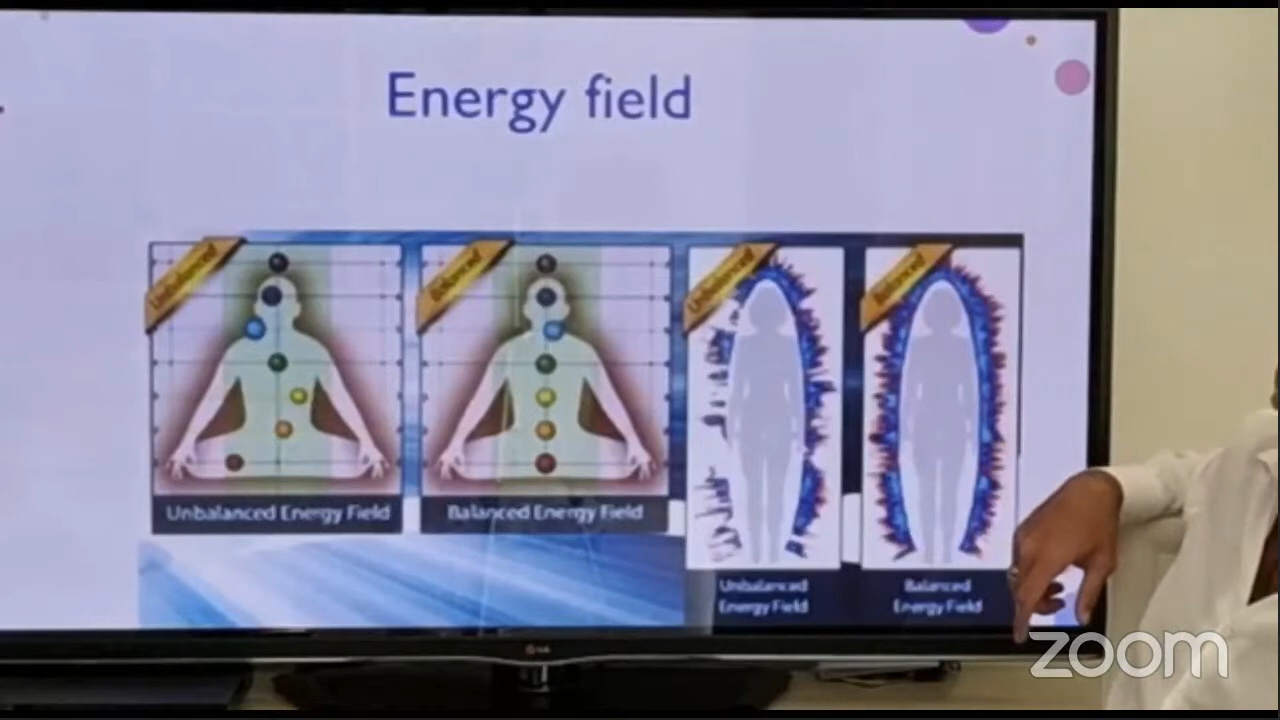 Energy field
Unbalanced
Balanced
Unbalanced
Balanced
Unbalanced Energy Field
Balanced Energy Field
Unbalanced
Energy Field
Balanced
Energy Field
LG
zoom